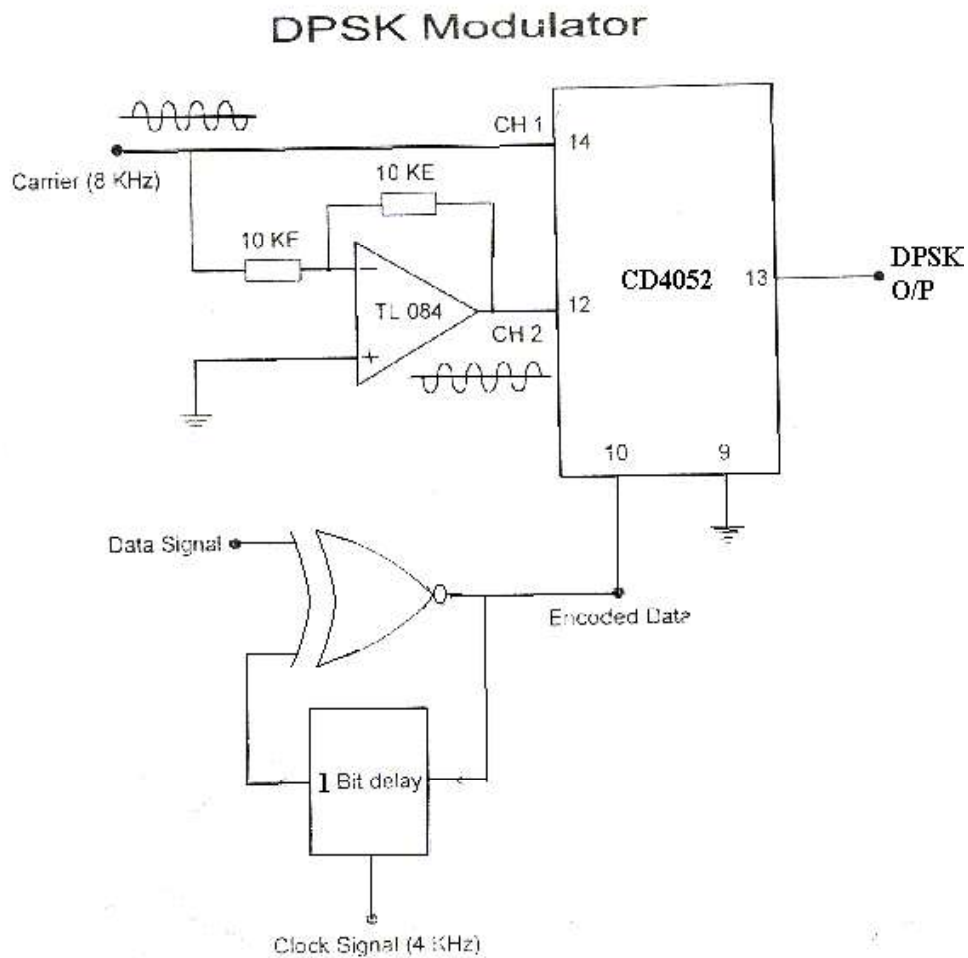 DPSK Modulator
CH 1
14
Carrier (8 KHz)
10 KE
10 KE
TL 084
CH 2
12
CD4052
13
DPSK
O/P
10
9
Data Signal
Encoded Data
1 Bit delay
Clock Signal (4 KHz)